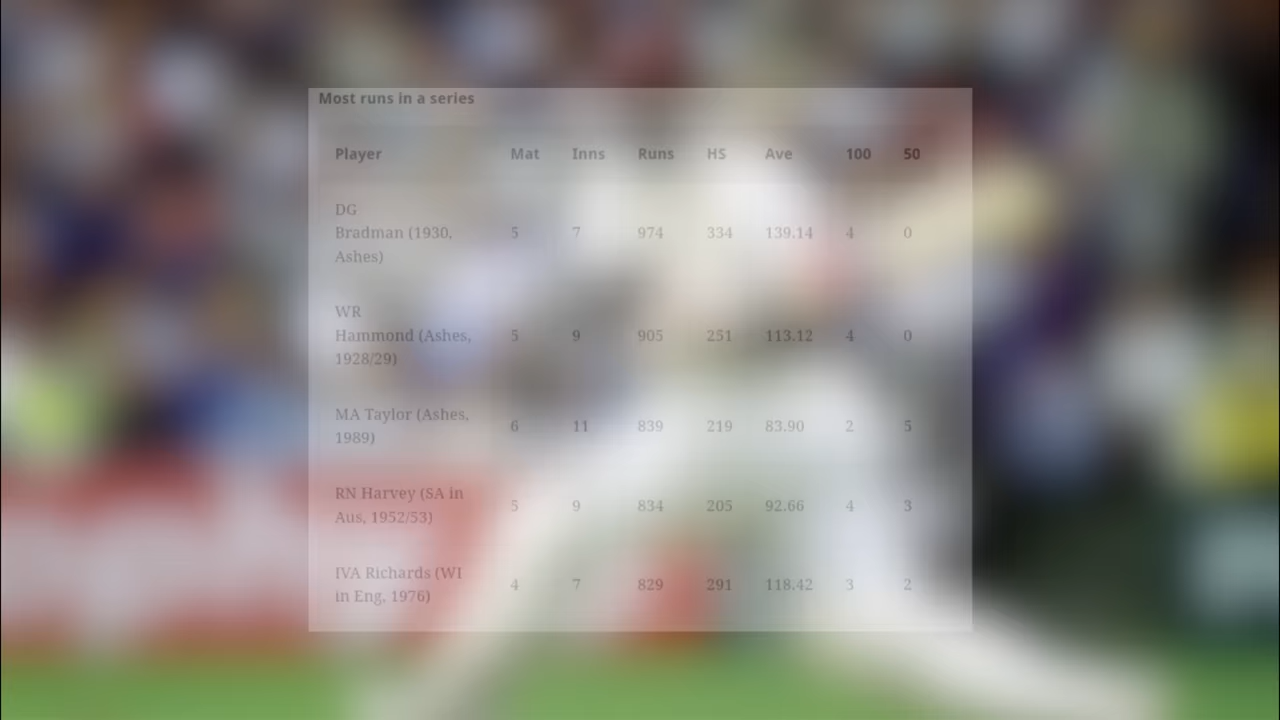 Most runs in a series
Player Mat Inns Runs HS Ave 100 50
DG
Bradman (1930, 5 7 974 334 139.14 4 0
Ashes)
WR
Hammond (Ashes, 5 9 905 251 113.12 4 0
1928/29)
MA Taylor (Ashes,
1989) 6 11 839 219 83.90 2 5
RN Harvey (SA in
Aus, 1952/53) 5 9 834 205 92.66 4 3
IVA Richards (WI
in Eng, 1976) 4 7 829 291 118.42 3 2